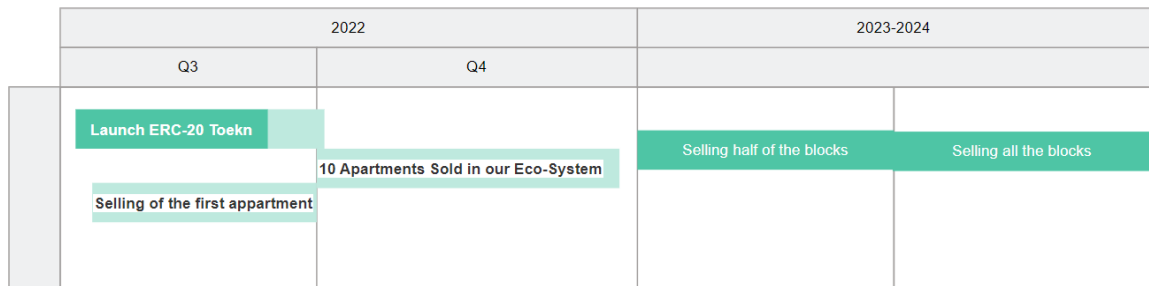 2022
2023-2024
Q3
Q4
Launch ERC-20 Toekn
10 Apartments Sold in our Eco-System
Selling of the first appartment
Selling half of the blocks
Selling all the blocks